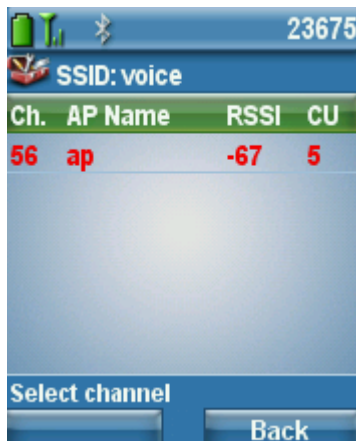 23675
SSID: voice
Ch. AP Name RSSI CU
56 ap -67 5
Select channel
Back